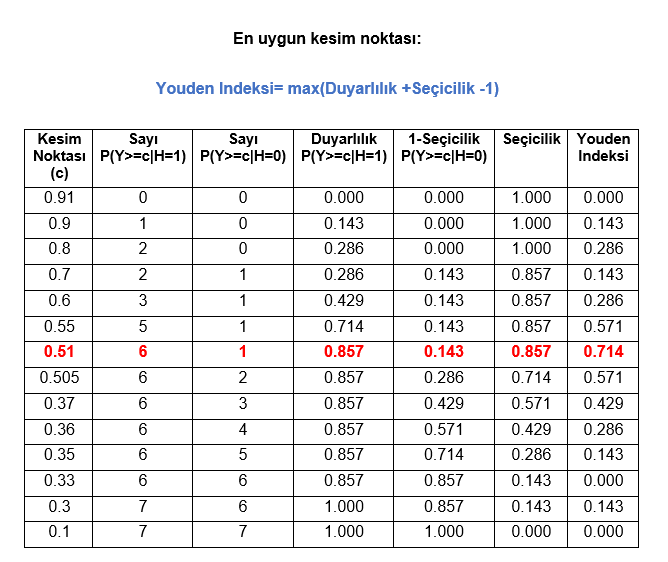 En uygun kesim noktası:
Youden Indeksi= max(Duyarlılık +Seçicilik -1)
Kesim Noktası (c) Sayı P(Y>=c|H=1) Sayı P(Y>=c|H=0) Duyarlılık P(Y>=c|H=1) 1-Seçicilik P(Y>=c|H=0) Seçicilik Youden Indeksi
0.91 0 0 0.000 0.000 1.000 0.000
0.9 1 0 0.143 0.000 1.000 0.143
0.8 2 0 0.286 0.000 1.000 0.286
0.7 2 1 0.286 0.143 0.857 0.143
0.6 3 1 0.429 0.143 0.857 0.286
0.55 5 1 0.714 0.143 0.857 0.571
0.51 6 1 0.857 0.143 0.857 0.714
0.505 6 2 0.857 0.286 0.714 0.571
0.37 6 3 0.857 0.429 0.571 0.429
0.36 6 4 0.857 0.571 0.429 0.286
0.35 6 5 0.857 0.714 0.286 0.143
0.33 6 6 0.857 0.857 0.143 0.000
0.3 7 6 1.000 0.857 0.143 0.143
0.1 7 7 1.000 1.000 0.000 0.000